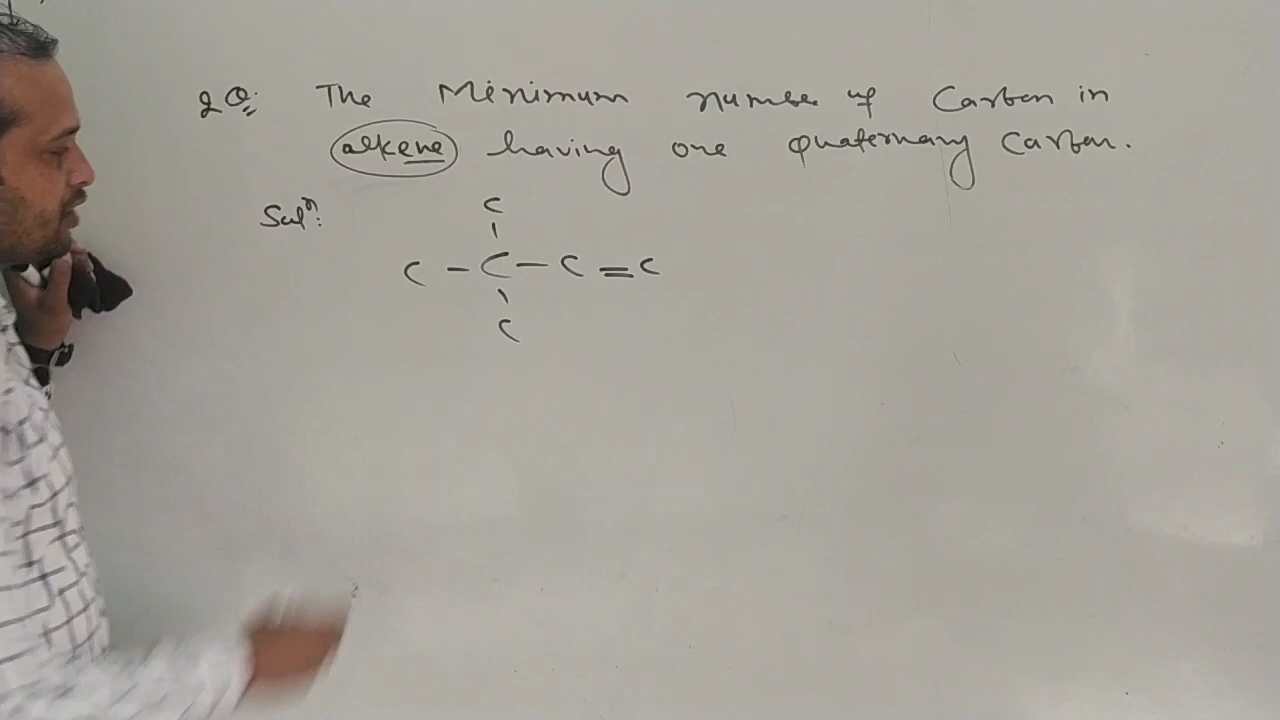 2Q: The Minimum number of Carbon in
alkene having one quaternary Carbon.
Solⁿ:
C
|
C - C - C = C
|
C